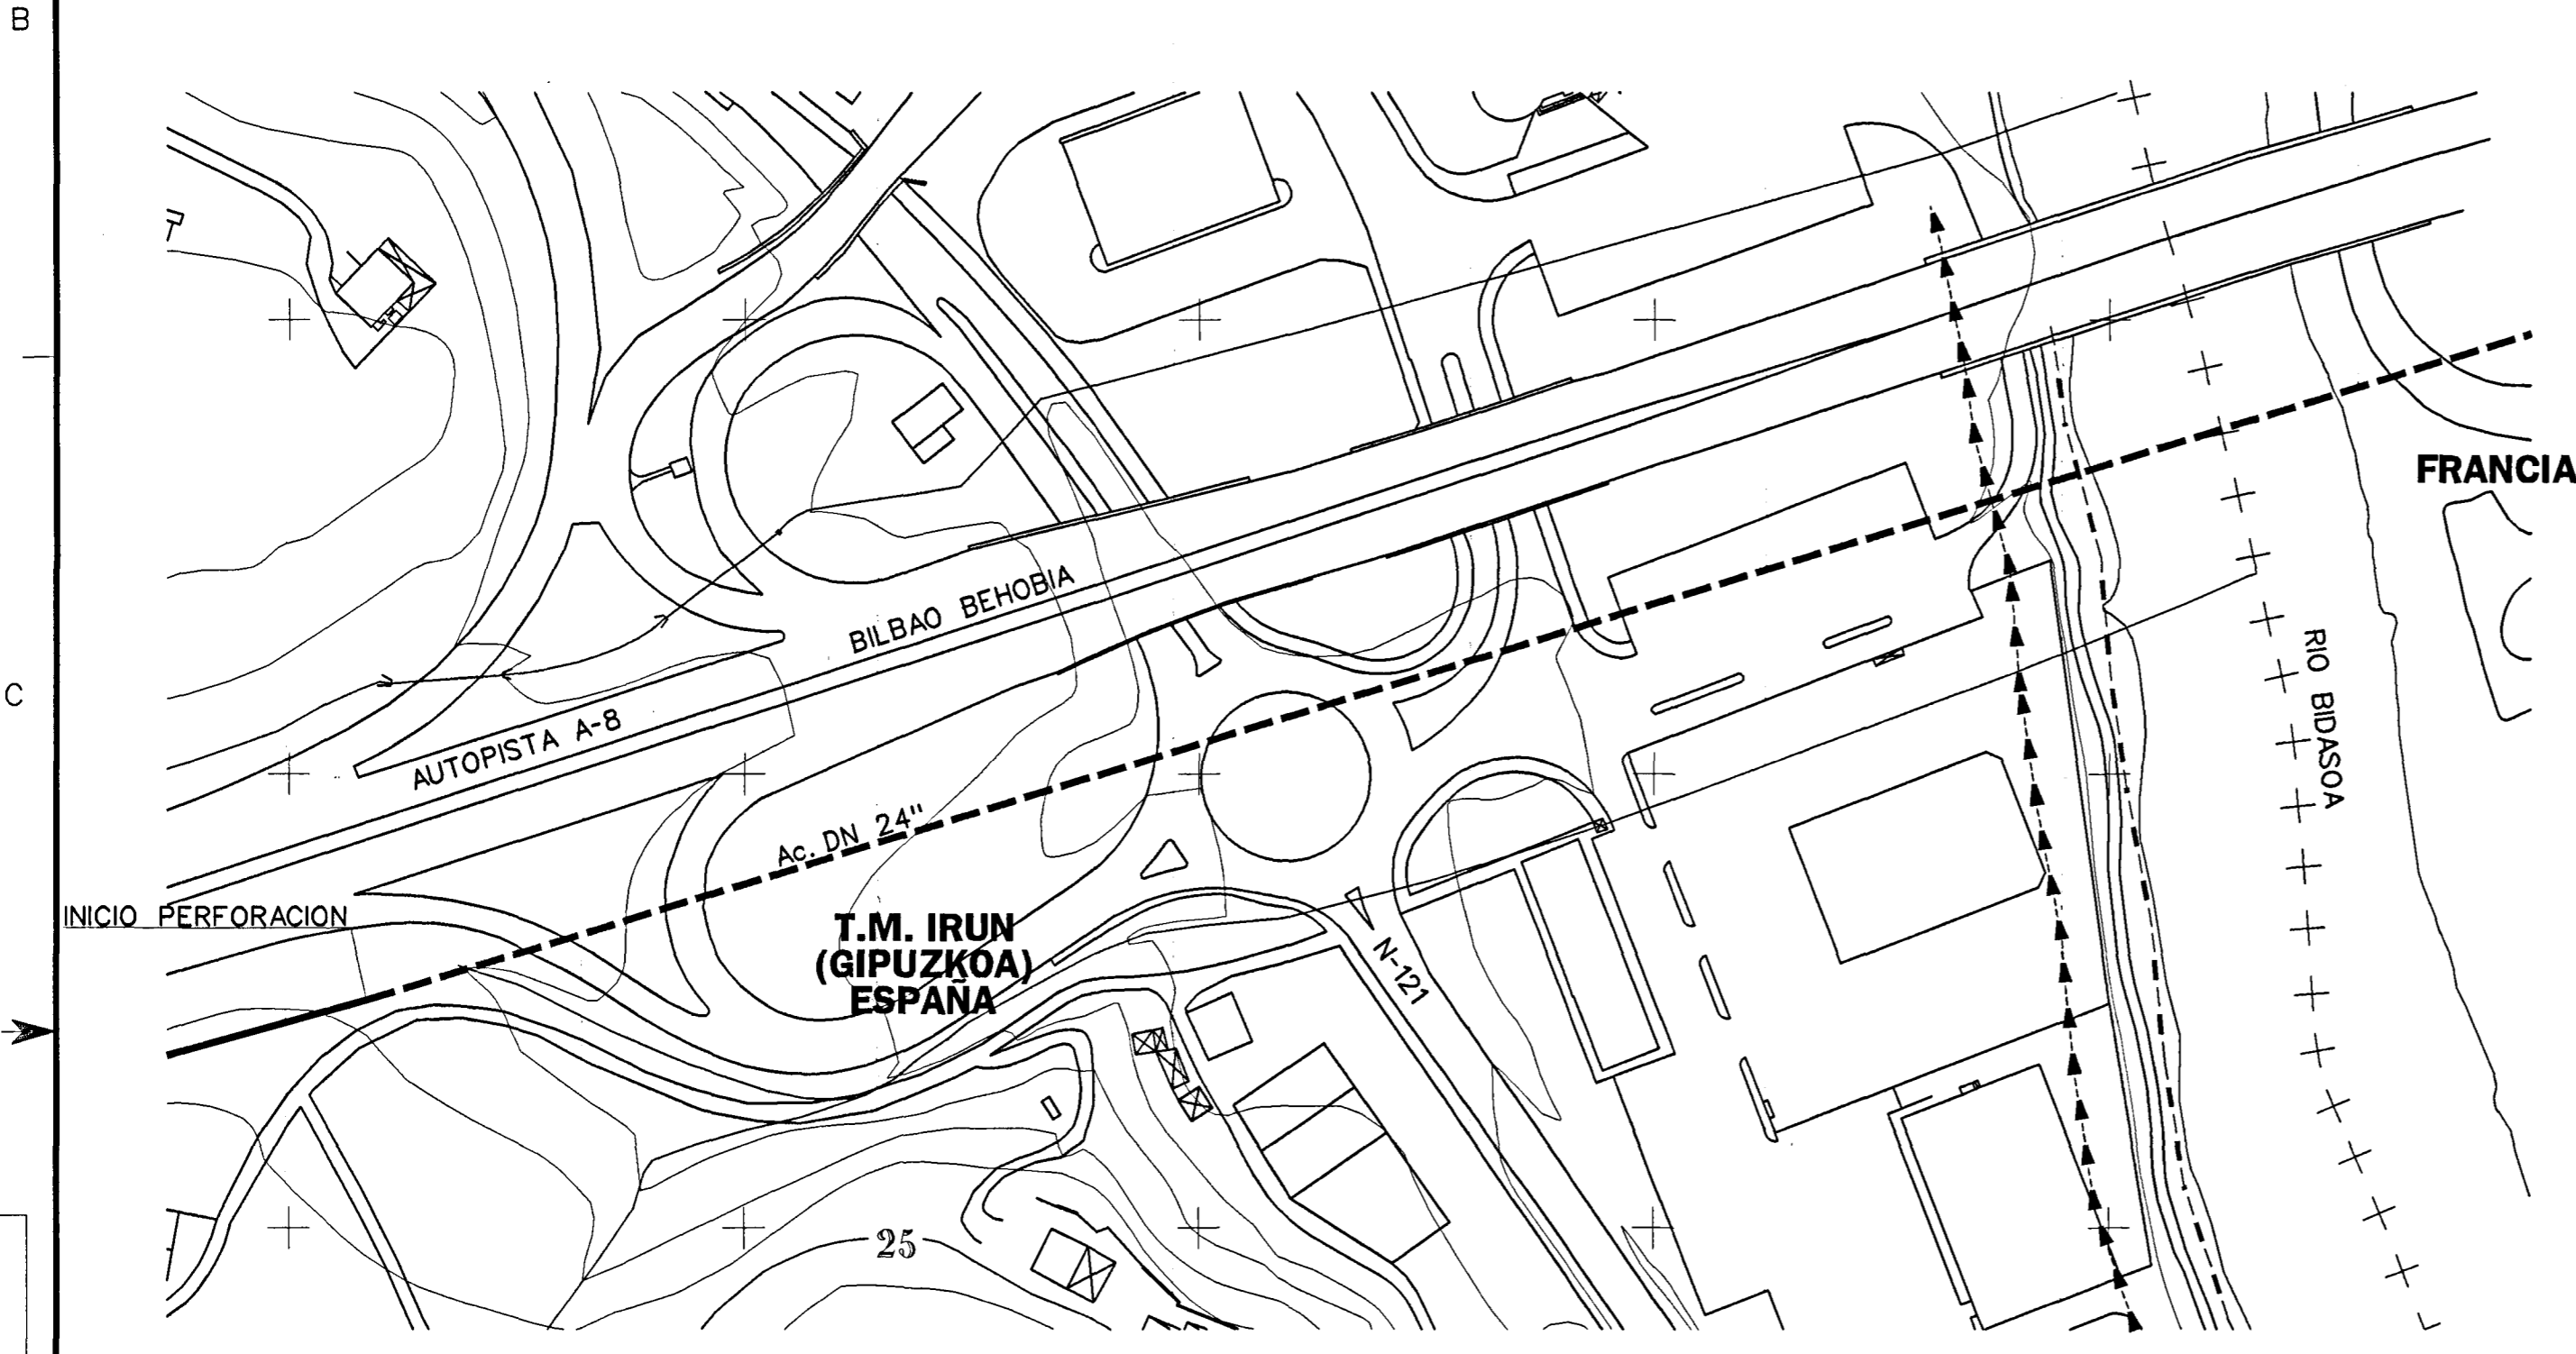 B
FRANCIA
BILBAO BEHOBIA
C
AUTOPISTA A-8
RIO BIDASOA
Ac. DN 24"
INICIO PERFORACION
T.M. IRUN
(GIPUZKOA)
ESPAÑA
N-121
25